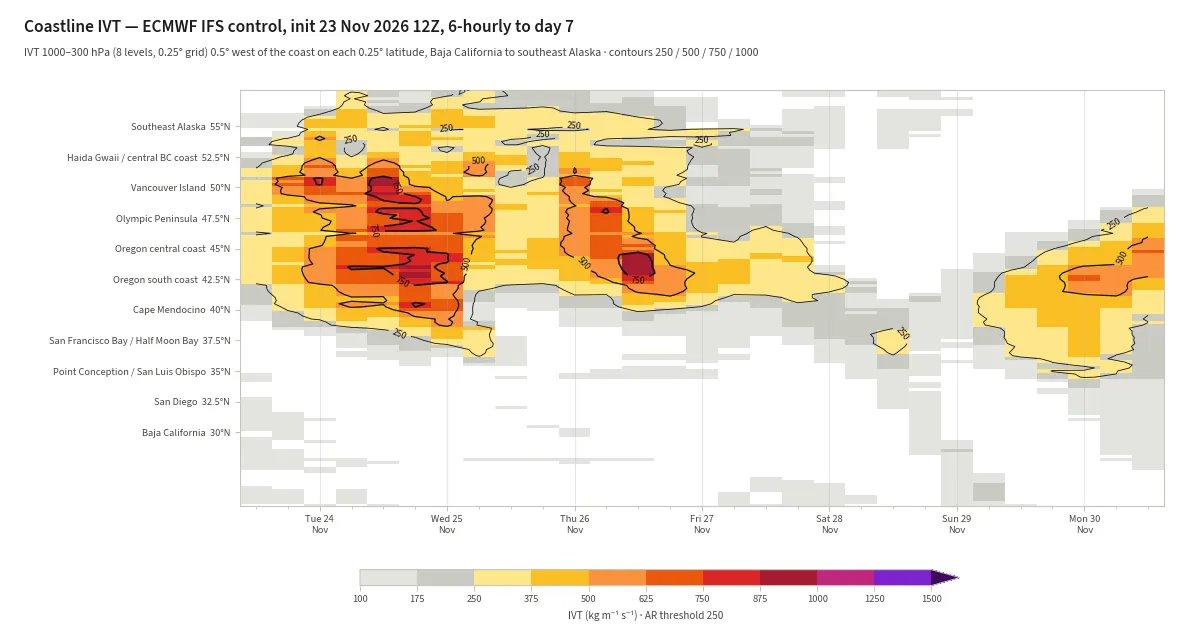 Coastline IVT — ECMWF IFS control, init 23 Nov 2026 12Z, 6-hourly to day 7
IVT 1000–300 hPa (8 levels, 0.25° grid) 0.5° west of the coast on each 0.25° latitude, Baja California to southeast Alaska · contours 250 / 500 / 750 / 1000
Southeast Alaska 55°N
Haida Gwaii / central BC coast 52.5°N
Vancouver Island 50°N
Olympic Peninsula 47.5°N
Oregon central coast 45°N
Oregon south coast 42.5°N
Cape Mendocino 40°N
San Francisco Bay / Half Moon Bay 37.5°N
Point Conception / San Luis Obispo 35°N
San Diego 32.5°N
Baja California 30°N
250
250
250
250
250
500
250
250
500
750
750
500
750
500
750
250
250
500
Tue 24 Wed 25 Thu 26 Fri 27 Sat 28 Sun 29 Mon 30
Nov Nov Nov Nov Nov Nov Nov
100 175 250 375 500 625 750 875 1000 1250 1500
IVT (kg m⁻¹ s⁻¹) · AR threshold 250